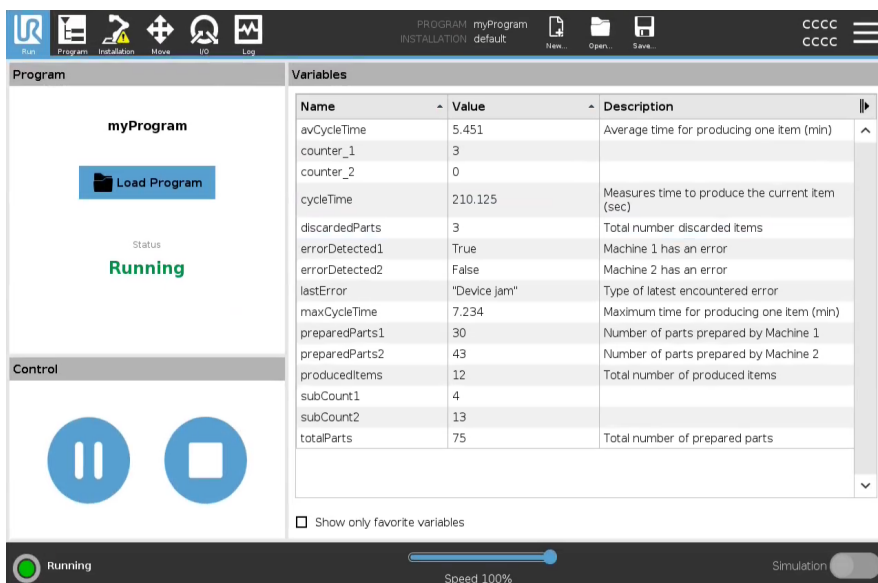 PROGRAM myProgram
INSTALLATION default
CCCC
CCCC
UR
Run
Program
Installation
Move
I/O
Log
New...
Open...
Save...
Program
myProgram
Load Program
Status
Running
Control
Variables
Name Value Description
avCycleTime 5.451 Average time for producing one item (min)
counter_1 3
counter_2 0
cycleTime 210.125 Measures time to produce the current item
(sec)
discardedParts 3 Total number discarded items
errorDetected1 True Machine 1 has an error
errorDetected2 False Machine 2 has an error
lastError "Device jam" Type of latest encountered error
maxCycleTime 7.234 Maximum time for producing one item (min)
preparedParts1 30 Number of parts prepared by Machine 1
preparedParts2 43 Number of parts prepared by Machine 2
producedItems 12 Total number of produced items
subCount1 4
subCount2 13
totalParts 75 Total number of prepared parts
Show only favorite variables
Running
Speed 100%
Simulation